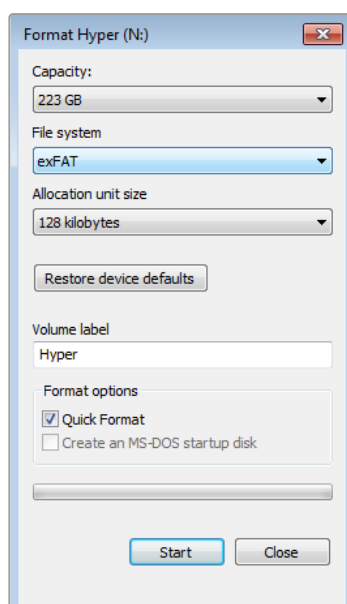 Format Hyper (N:)
Capacity:
223 GB
File system
exFAT
Allocation unit size
128 kilobytes
Restore device defaults
Volume label
Hyper
Format options
Quick Format
Create an MS-DOS startup disk
Start Close